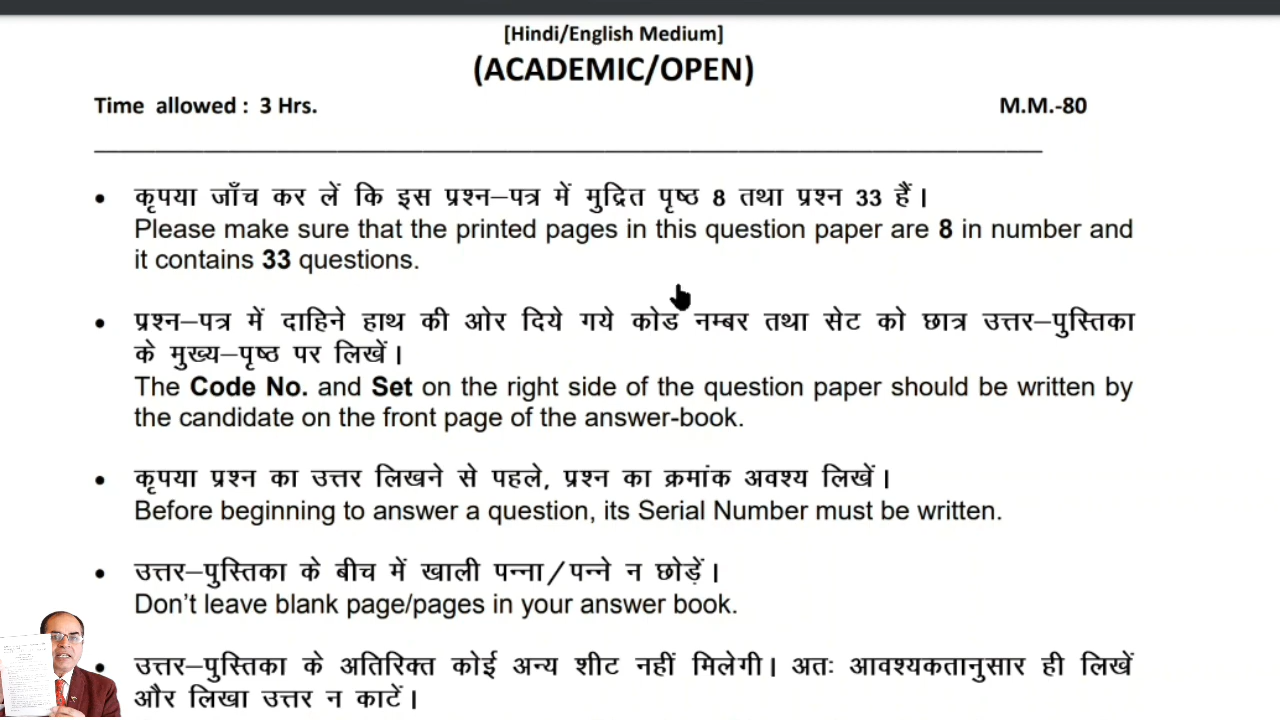 [Hindi/English Medium]
(ACADEMIC/OPEN)
Time allowed : 3 Hrs. M.M.-80
कृपया जाँच कर लें कि इस प्रश्न–पत्र में मुद्रित पृष्ठ 8 तथा प्रश्न 33 हैं।
Please make sure that the printed pages in this question paper are 8 in number and
it contains 33 questions.
प्रश्न–पत्र में दाहिने हाथ की ओर दिये गये कोड नम्बर तथा सेट को छात्र उत्तर–पुस्तिका
के मुख्य–पृष्ठ पर लिखें।
The Code No. and Set on the right side of the question paper should be written by
the candidate on the front page of the answer-book.
कृपया प्रश्न का उत्तर लिखने से पहले, प्रश्न का क्रमांक अवश्य लिखें।
Before beginning to answer a question, its Serial Number must be written.
उत्तर–पुस्तिका के बीच में खाली पन्ना/पन्ने न छोड़ें।
Don’t leave blank page/pages in your answer book.
उत्तर–पुस्तिका के अतिरिक्त कोई अन्य शीट नहीं मिलेगी। अतः आवश्यकतानुसार ही लिखें
और लिखा उत्तर न काटें।